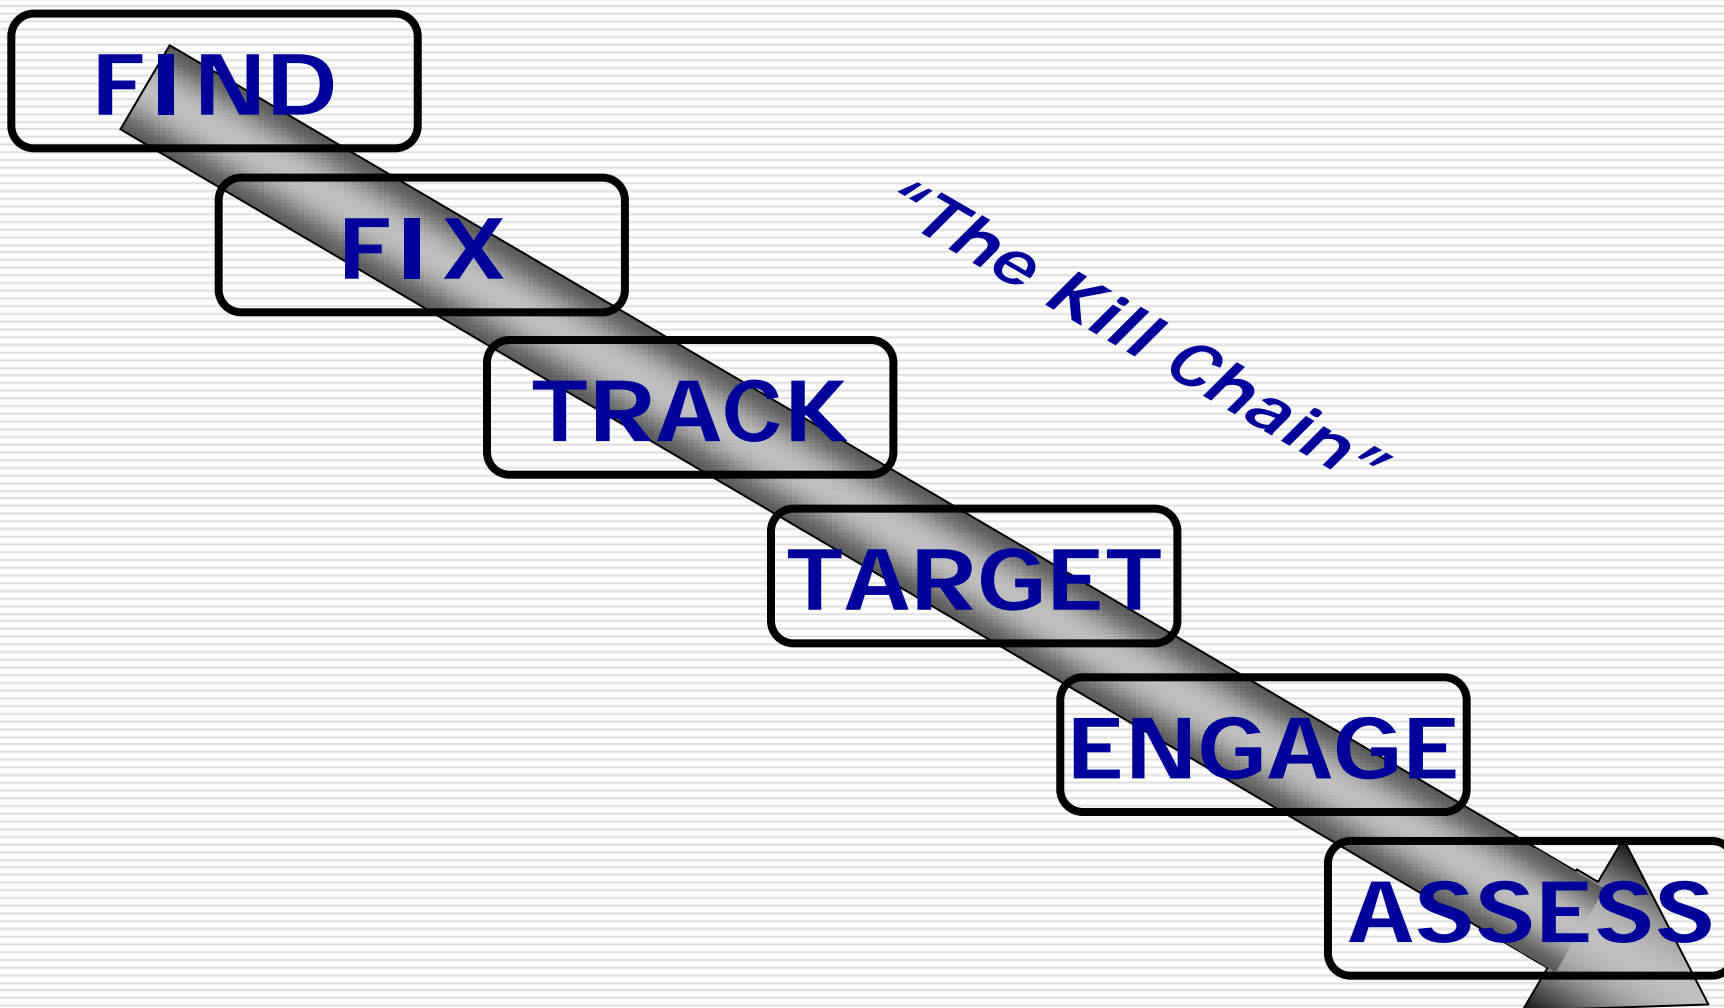 FIND
FIX
“The Kill Chain”
TRACK
TARGET
ENGAGE
ASSESS